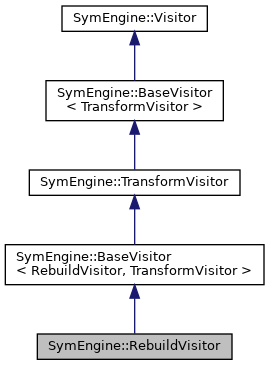 SymEngine::Visitor
SymEngine::BaseVisitor
< TransformVisitor >
SymEngine::TransformVisitor
SymEngine::BaseVisitor
< RebuildVisitor, TransformVisitor >
SymEngine::RebuildVisitor